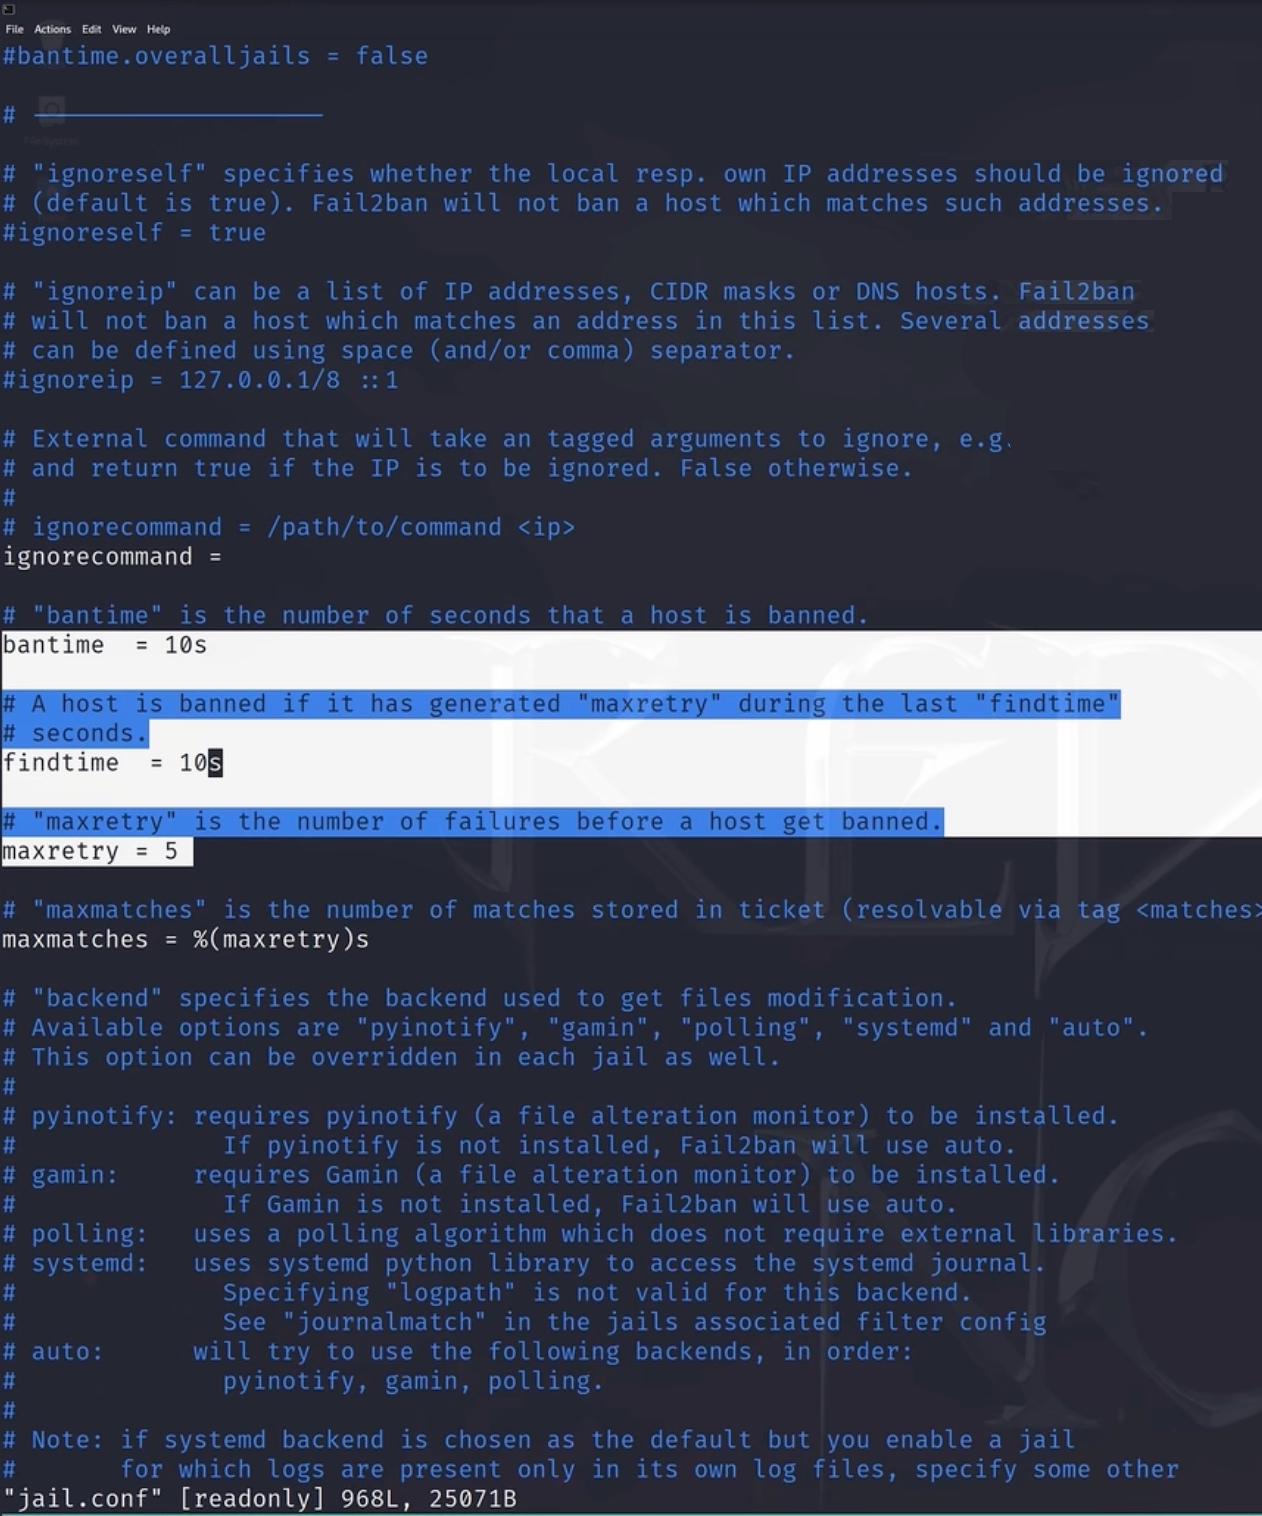 File Actions Edit View Help
#bantime.overalljails = false
# ——————————
# "ignoreself" specifies whether the local resp. own IP addresses should be ignored
# (default is true). Fail2ban will not ban a host which matches such addresses.
#ignoreself = true
# "ignoreip" can be a list of IP addresses, CIDR masks or DNS hosts. Fail2ban
# will not ban a host which matches an address in this list. Several addresses
# can be defined using space (and/or comma) separator.
#ignoreip = 127.0.0.1/8 ::1
# External command that will take an tagged arguments to ignore, e.g.
# and return true if the IP is to be ignored. False otherwise.
#
# ignorecommand = /path/to/command <ip>
ignorecommand =
# "bantime" is the number of seconds that a host is banned.
bantime  = 10s
# A host is banned if it has generated "maxretry" during the last "findtime"
# seconds.
findtime  = 10s
# "maxretry" is the number of failures before a host get banned.
maxretry = 5
# "maxmatches" is the number of matches stored in ticket (resolvable via tag <matches>
maxmatches = %(maxretry)s
# "backend" specifies the backend used to get files modification.
# Available options are "pyinotify", "gamin", "polling", "systemd" and "auto".
# This option can be overridden in each jail as well.
#
# pyinotify: requires pyinotify (a file alteration monitor) to be installed.
#              If pyinotify is not installed, Fail2ban will use auto.
# gamin:     requires Gamin (a file alteration monitor) to be installed.
#              If Gamin is not installed, Fail2ban will use auto.
# polling:   uses a polling algorithm which does not require external libraries.
# systemd:   uses systemd python library to access the systemd journal.
#              Specifying "logpath" is not valid for this backend.
#              See "journalmatch" in the jails associated filter config
# auto:      will try to use the following backends, in order:
#              pyinotify, gamin, polling.
#
# Note: if systemd backend is chosen as the default but you enable a jail
#       for which logs are present only in its own log files, specify some other
"jail.conf" [readonly] 968L, 25071B